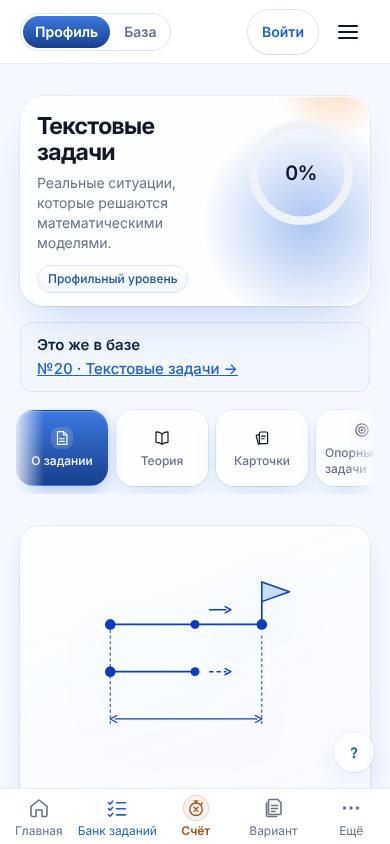 Профиль База Войти
Текстовые
задачи
0%
Реальные ситуации,
которые решаются
математическими
моделями.
Профильный уровень
Это же в базе
№20 · Текстовые задачи →
О задании Теория Карточки Опорные
задачи
?
Главная Банк заданий Счёт Вариант Ещё